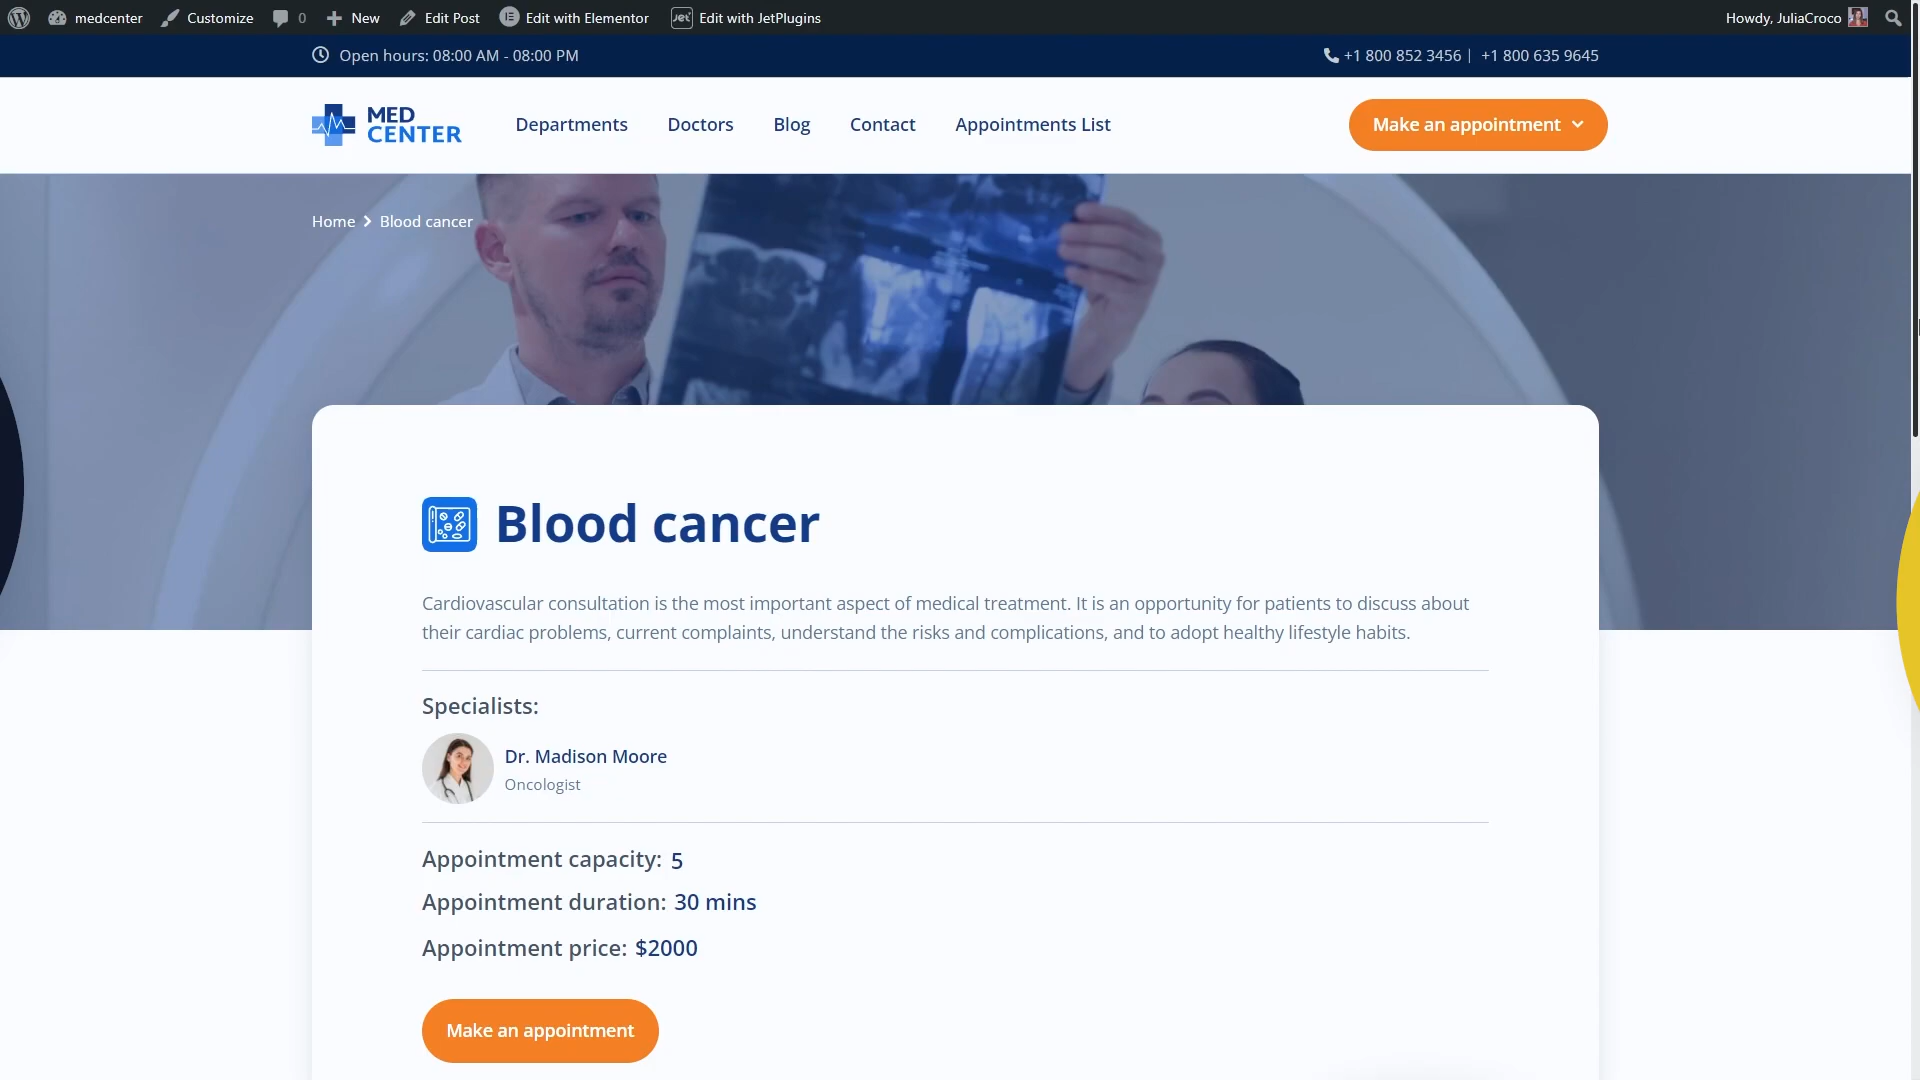 medcenter
Customize
0
New
Edit Post
Edit with Elementor
Jet
Edit with JetPlugins
Howdy, JuliaCroco
Open hours: 08:00 AM - 08:00 PM
+1 800 852 3456 | +1 800 635 9645
MED
CENTER
Departments
Doctors
Blog
Contact
Appointments List
Make an appointment
Home > Blood cancer
Blood cancer
Cardiovascular consultation is the most important aspect of medical treatment. It is an opportunity for patients to discuss about
their cardiac problems, current complaints, understand the risks and complications, and to adopt healthy lifestyle habits.
Specialists:
Dr. Madison Moore
Oncologist
Appointment capacity: 5
Appointment duration: 30 mins
Appointment price: $2000
Make an appointment